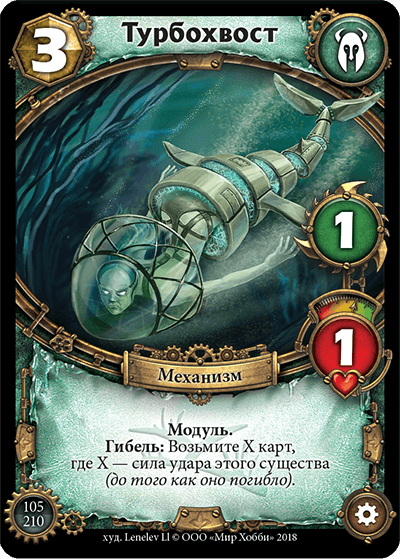 3
Турбохвост
1
1
Механизм
Модуль.
Гибель: Возьмите X карт,
где X — сила удара этого существа
(до того как оно погибло).
105
210
худ. Lenelev Ll © ООО «Мир Хобби» 2018